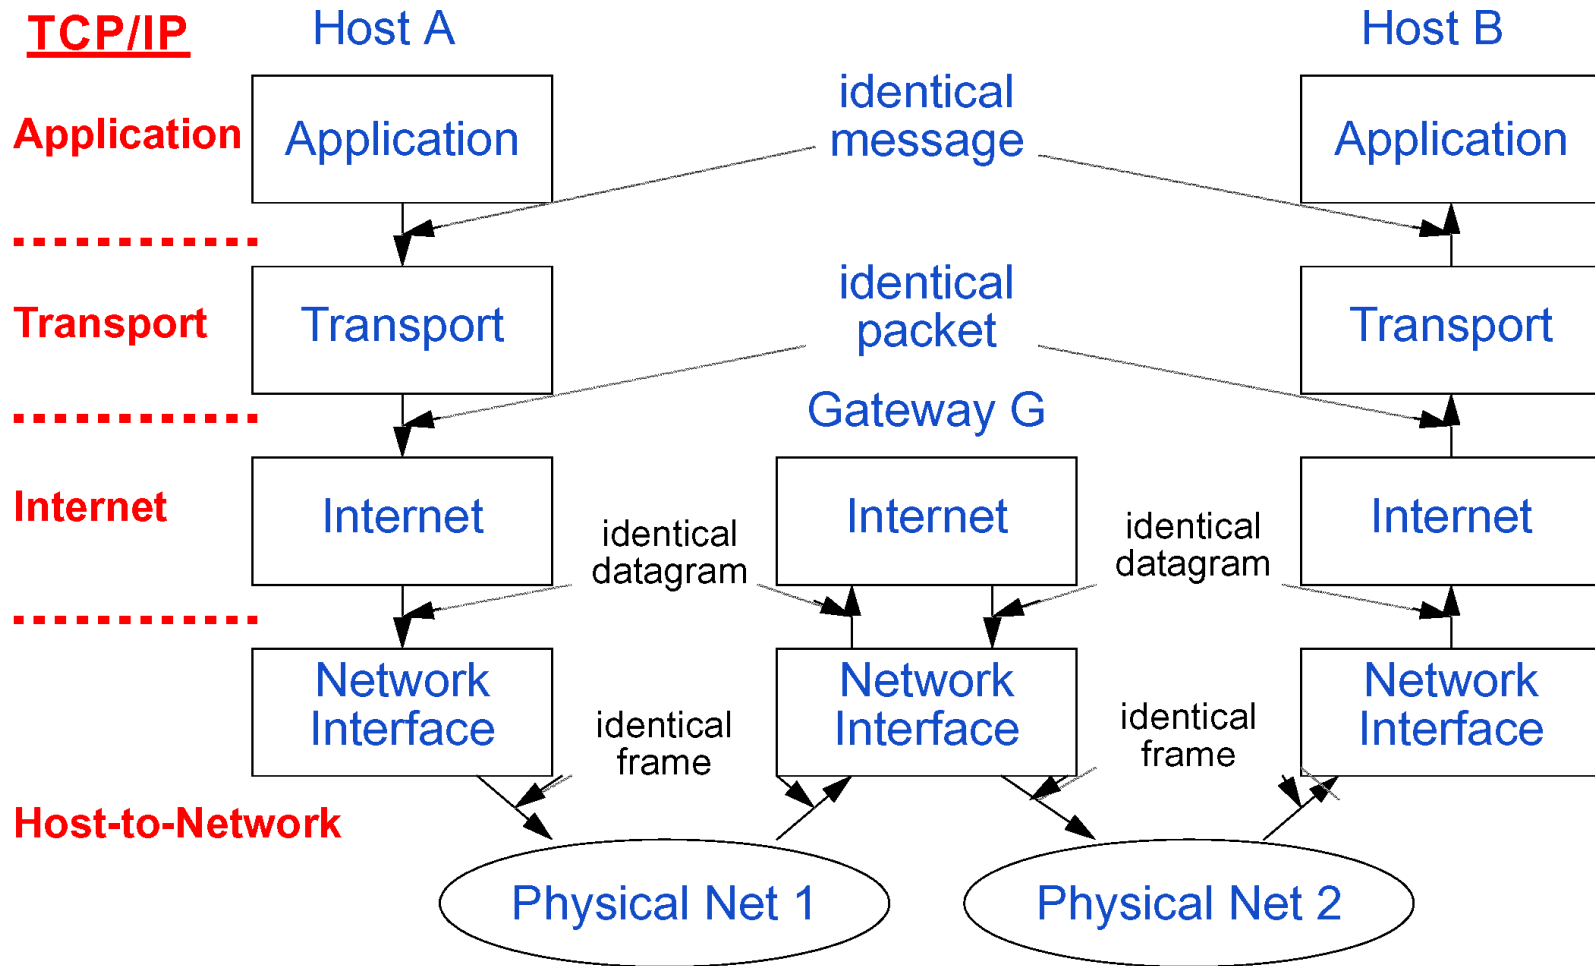 TCP/IP
Host A
Host B
Application
Application
identical
message
Application
Transport
Transport
identical
packet
Transport
Gateway G
Internet
Internet
identical
datagram
Internet
identical
datagram
Internet
Network
Interface
identical
frame
Network
Interface
identical
frame
Network
Interface
Host-to-Network
Physical Net 1
Physical Net 2